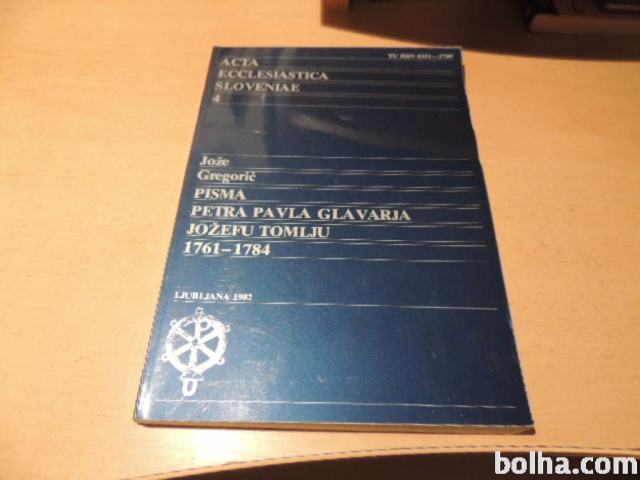 ACTA
ECCLESIASTICA
SLOVENIAE
4
YU ISSN 0351—2789
Jože
Gregorič
PISMA
PETRA PAVLA GLAVARJA
JOŽEFU TOMLJU
1761–1784
LJUBLJANA 1982
bolha.com